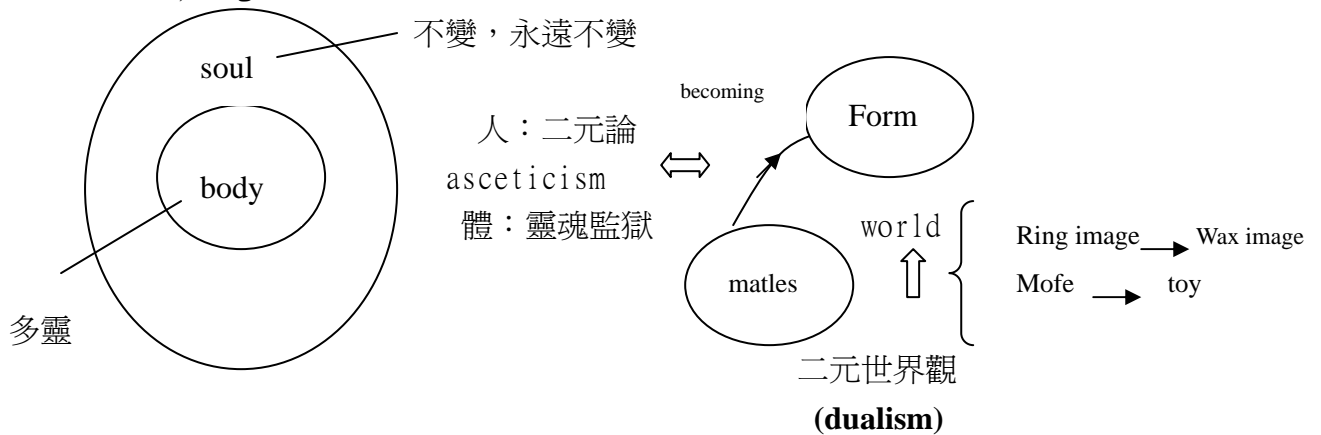 soul
不變，永遠不變
body
多靈
人：二元論
asceticism
體：靈魂監獄
becoming
Form
matles
world
Ring image Wax image
Mofe toy
二元世界觀
(dualism)